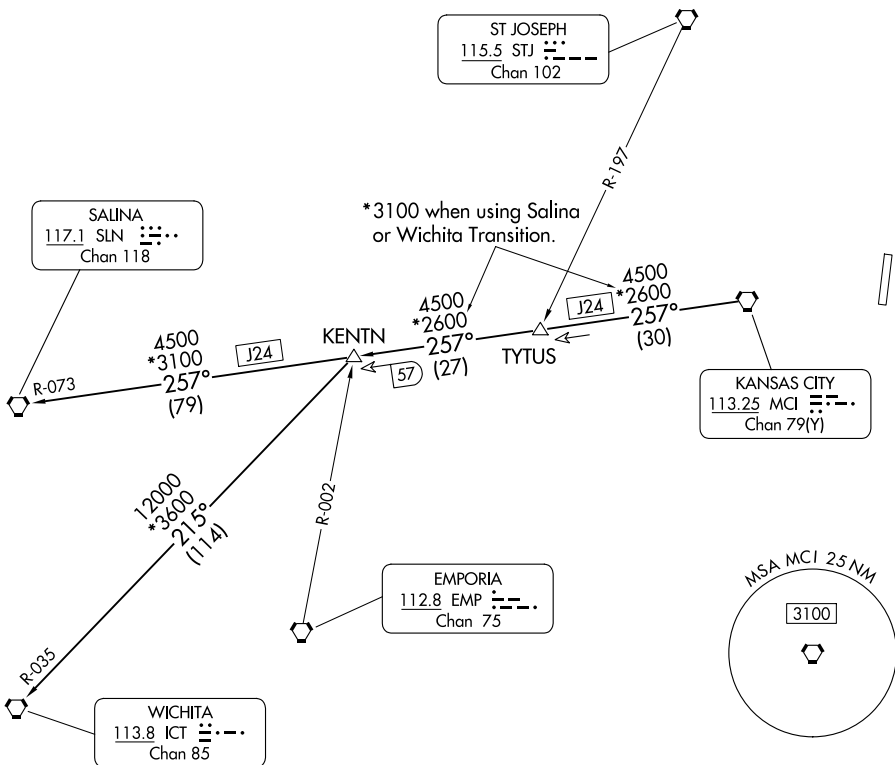 ST JOSEPH
115.5 STJ
Chan 102
R-197
*3100 when using Salina
or Wichita Transition.
SALINA
117.1 SLN
Chan 118
4500
*2600
J24
257°
(30)
4500
*2600
257°
(27)
TYTUS
KENTN
57
4500
*3100
J24
257°
(79)
R-073
KANSAS CITY
113.25 MCI
Chan 79(Y)
12000
*3600
215°
(114)
R-002
R-035
EMPORIA
112.8 EMP
Chan 75
MSA MCI 25 NM
3100
WICHITA
113.8 ICT
Chan 85